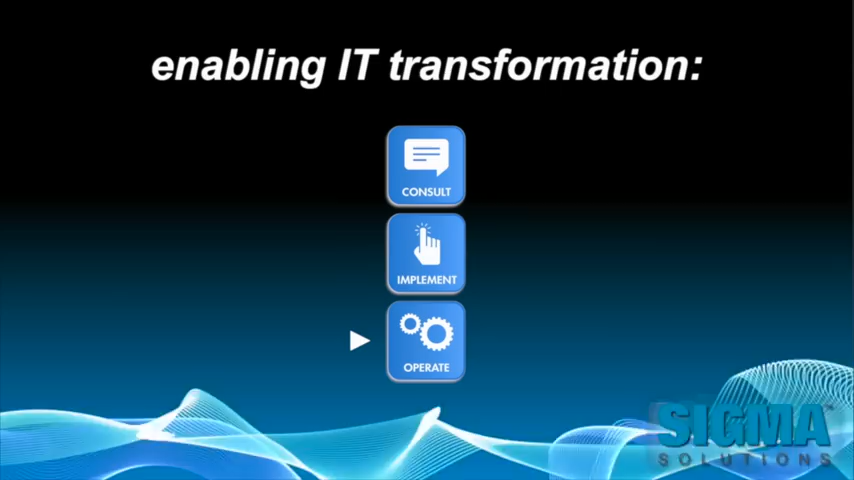 enabling IT transformation:
CONSULT
IMPLEMENT
OPERATE
SIGMA
SOLUTIONS